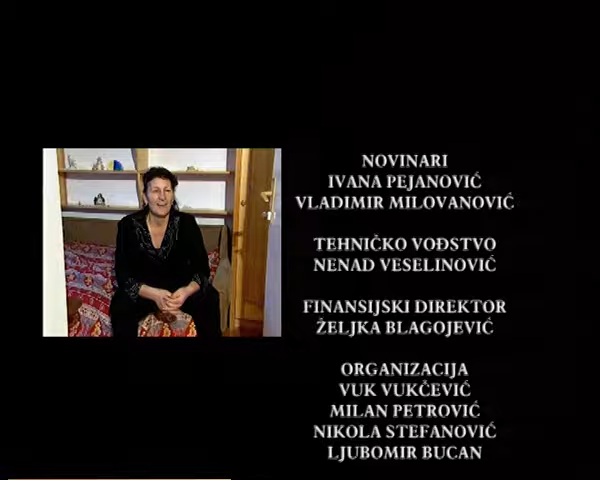 NOVINARI
IVANA PEJANOVIĆ
VLADIMIR MILOVANOVIĆ
TEHNIČKO VOĐSTVO
NENAD VESELINOVIĆ
FINANSIJSKI DIREKTOR
ŽELJKA BLAGOJEVIĆ
ORGANIZACIJA
VUK VUKČEVIĆ
MILAN PETROVIĆ
NIKOLA STEFANOVIĆ
LJUBOMIR BUCAN